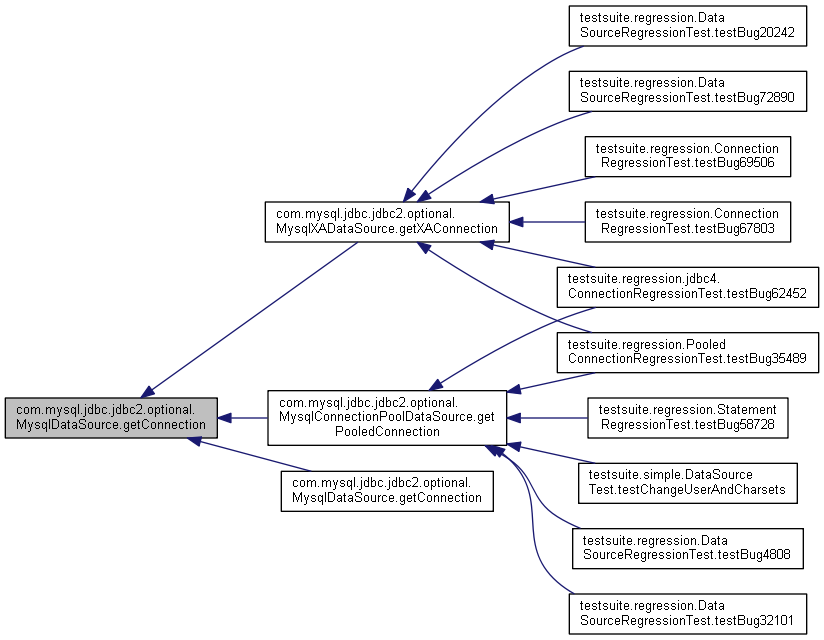 testsuite.regression.Data
SourceRegressionTest.testBug20242
testsuite.regression.Data
SourceRegressionTest.testBug72890
testsuite.regression.Connection
RegressionTest.testBug69506
com.mysql.jdbc.jdbc2.optional.
MysqlXADataSource.getXAConnection
testsuite.regression.Connection
RegressionTest.testBug67803
testsuite.regression.jdbc4.
ConnectionRegressionTest.testBug62452
testsuite.regression.Pooled
ConnectionRegressionTest.testBug35489
com.mysql.jdbc.jdbc2.optional.
MysqlDataSource.getConnection
com.mysql.jdbc.jdbc2.optional.
MysqlConnectionPoolDataSource.get
PooledConnection
testsuite.regression.Statement
RegressionTest.testBug58728
com.mysql.jdbc.jdbc2.optional.
MysqlDataSource.getConnection
testsuite.simple.DataSource
Test.testChangeUserAndCharsets
testsuite.regression.Data
SourceRegressionTest.testBug4808
testsuite.regression.Data
SourceRegressionTest.testBug32101